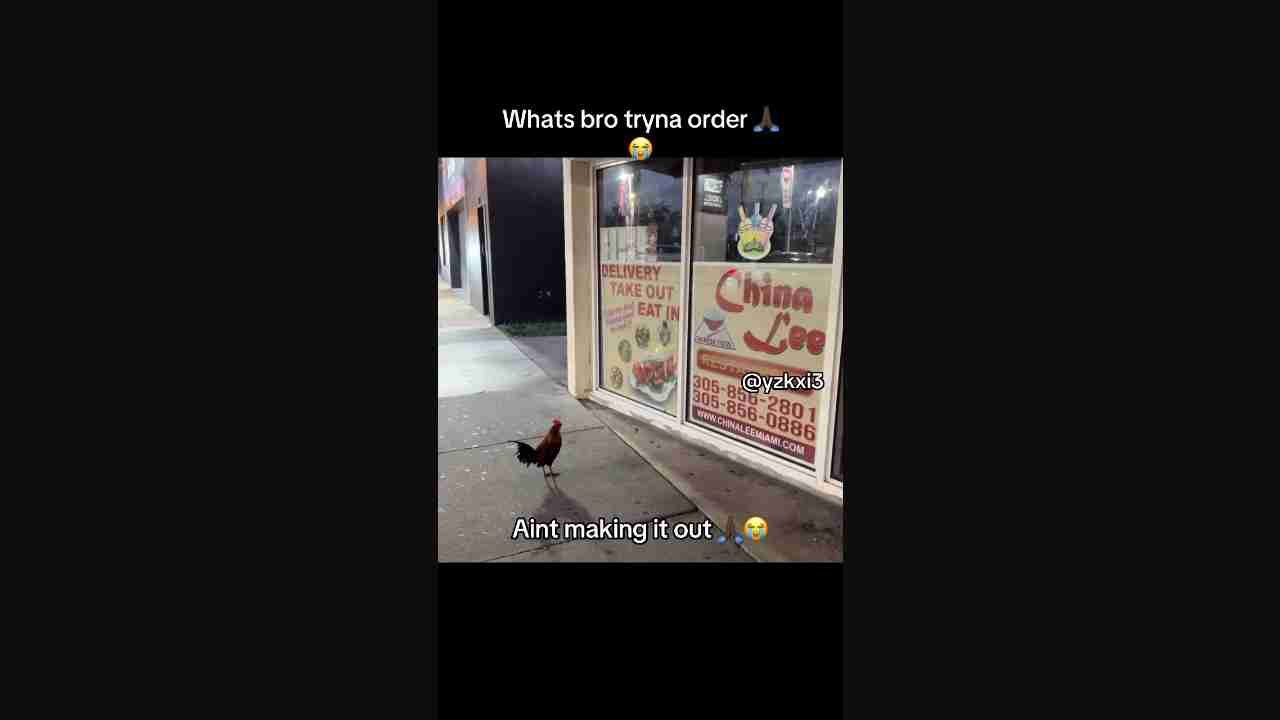 Whats bro tryna order 🙏🏿
😭
DELIVERY
TAKE OUT
EAT IN
China
Lee
@yzkxi3
305-856-2801
305-856-0886
WWW.CHINALEEMIAMI.COM
Aint making it out 🙏🏿😭